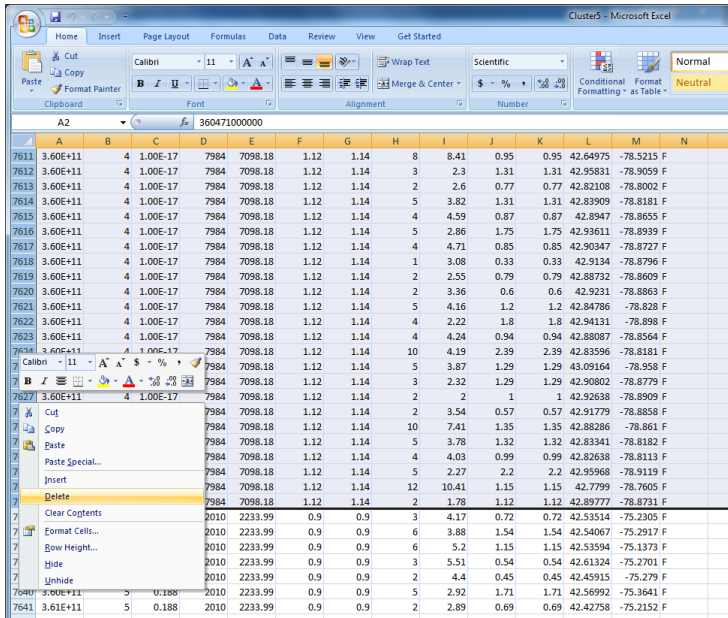 Cluster5 - Microsoft Excel
Home Insert Page Layout Formulas Data Review View Get Started
Cut Calibri 11 A A Wrap Text Scientific Normal
Copy
Paste Format Painter B I U A Merge & Center $ % , .0 .00 .00 .0 Conditional Formatting as Table Format Neutral
Clipboard Font Alignment Number
A2 fx 360471000000
A B C D E F G H I J K L M N
7611 3.60E+11 4 1.00E-17 7984 7098.18 1.12 1.14 8 8.41 0.95 0.95 42.64975 -78.5215 F
7612 3.60E+11 4 1.00E-17 7984 7098.18 1.12 1.14 3 2.3 1.31 1.31 42.95831 -78.9059 F
7613 3.60E+11 4 1.00E-17 7984 7098.18 1.12 1.14 2 2.6 0.77 0.77 42.82108 -78.8002 F
7614 3.60E+11 4 1.00E-17 7984 7098.18 1.12 1.14 5 3.82 1.31 1.31 42.83909 -78.8181 F
7615 3.60E+11 4 1.00E-17 7984 7098.18 1.12 1.14 4 4.59 0.87 0.87 42.8947 -78.8655 F
7616 3.60E+11 4 1.00E-17 7984 7098.18 1.12 1.14 5 2.86 1.75 1.75 42.93611 -78.8939 F
7617 3.60E+11 4 1.00E-17 7984 7098.18 1.12 1.14 4 4.71 0.85 0.85 42.90347 -78.8727 F
7618 3.60E+11 4 1.00E-17 7984 7098.18 1.12 1.14 1 3.08 0.33 0.33 42.9134 -78.8796 F
7619 3.60E+11 4 1.00E-17 7984 7098.18 1.12 1.14 2 2.55 0.79 0.79 42.88732 -78.8609 F
7620 3.60E+11 4 1.00E-17 7984 7098.18 1.12 1.14 2 3.36 0.6 0.6 42.9231 -78.8863 F
7621 3.60E+11 4 1.00E-17 7984 7098.18 1.12 1.14 5 4.16 1.2 1.2 42.84786 -78.828 F
7622 3.60E+11 4 1.00E-17 7984 7098.18 1.12 1.14 4 2.22 1.8 1.8 42.94131 -78.898 F
7623 3.60E+11 4 1.00E-17 7984 7098.18 1.12 1.14 4 4.24 0.94 0.94 42.88087 -78.8564 F
7624 3.60E+11 4 1.00E-17 7984 7098.18 1.12 1.14 10 4.19 2.39 2.39 42.83596 -78.8181 F
Calibri 11 A A $ % , 7984 7098.18 1.12 1.14 5 3.87 1.29 1.29 43.09164 -78.958 F
B I A .0 .00 .00 .0 7984 7098.18 1.12 1.14 3 2.32 1.29 1.29 42.90802 -78.8779 F
7627 3.60E+11 4 1.00E-17 7984 7098.18 1.12 1.14 2 2 1 1 42.92638 -78.8909 F
Cut 7984 7098.18 1.12 1.14 2 3.54 0.57 0.57 42.91779 -78.8858 F
Copy 7984 7098.18 1.12 1.14 10 7.41 1.35 1.35 42.88286 -78.861 F
Paste 7984 7098.18 1.12 1.14 5 3.78 1.32 1.32 42.83341 -78.8182 F
Paste Special... 7984 7098.18 1.12 1.14 4 4.03 0.99 0.99 42.82638 -78.8113 F
Insert 7984 7098.18 1.12 1.14 5 2.27 2.2 2.2 42.95968 -78.9119 F
7984 7098.18 1.12 1.14 12 10.41 1.15 1.15 42.7799 -78.7605 F
Delete 7984 7098.18 1.12 1.14 2 1.78 1.12 1.12 42.89777 -78.8731 F
Clear Contents 2010 2233.99 0.9 0.9 3 4.17 0.72 0.72 42.53514 -75.2305 F
Format Cells... 2010 2233.99 0.9 0.9 6 3.88 1.54 1.54 42.54067 -75.2917 F
Row Height... 2010 2233.99 0.9 0.9 6 5.2 1.15 1.15 42.53594 -75.1373 F
Hide 2010 2233.99 0.9 0.9 3 5.51 0.54 0.54 42.61324 -75.2701 F
Unhide 2010 2233.99 0.9 0.9 2 4.4 0.45 0.45 42.45915 -75.279 F
7640 3.60E+11 5 0.188 2010 2233.99 0.9 0.9 5 2.92 1.71 1.71 42.56992 -75.3641 F
7641 3.61E+11 5 0.188 2010 2233.99 0.9 0.9 2 2.89 0.69 0.69 42.42758 -75.2152 F